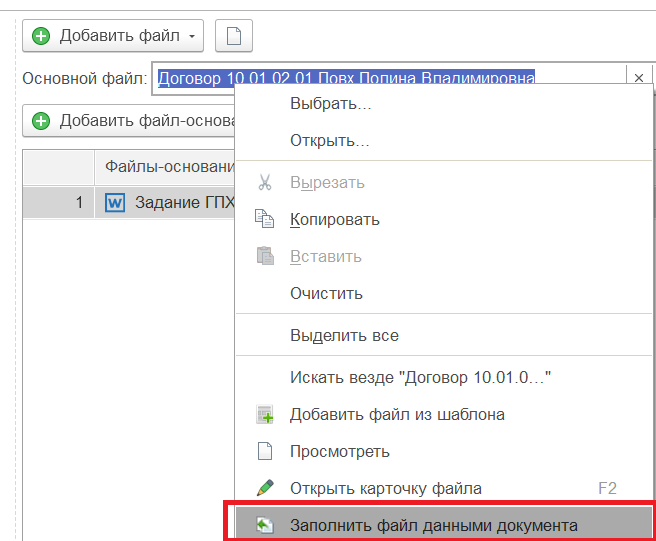 Добавить файл
Основной файл: Договор 10.01.02.01 Повх Полина Владимировна
Добавить файл-осно
Файлы-основани
1 Задание ГПХ
Выбрать...
Открыть...
Вырезать
Копировать
Вставить
Очистить
Выделить все
Искать везде "Договор 10.01.0..."
Добавить файл из шаблона
Просмотреть
Открыть карточку файла F2
Заполнить файл данными документа